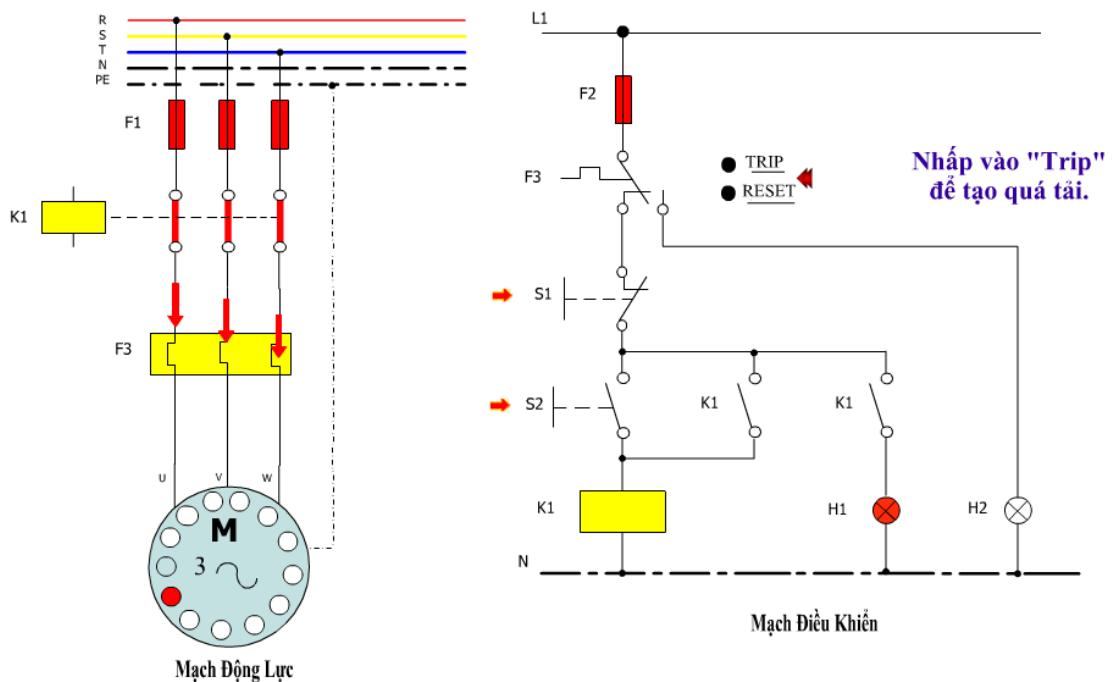 R
S
T
N
PE
F1
K1
F3
U
V
W
M
3
Mạch Động Lực
L1
F2
F3
TRIP
RESET
Nhấp vào "Trip"
để tạo quá tải.
S1
S2
K1
K1
K1
H1
H2
N
Mạch Điều Khiển